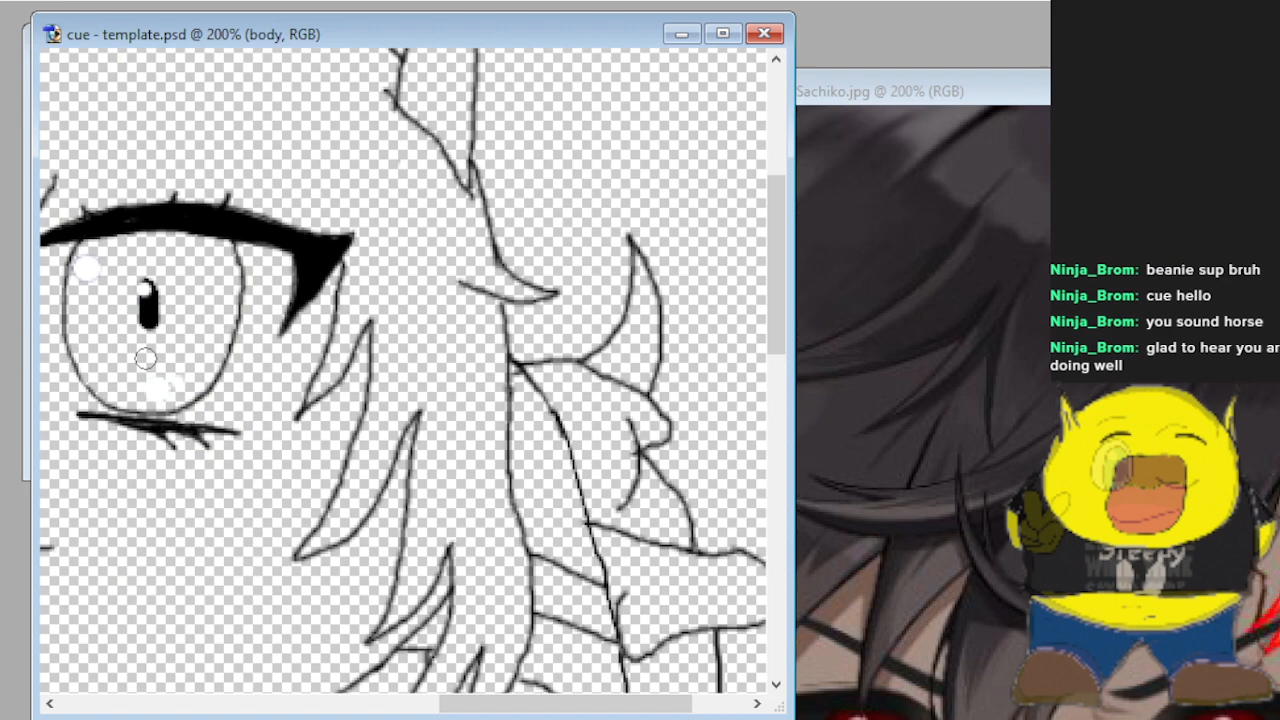 cue - template.psd @ 200% (body, RGB)
Sachiko.jpg @ 200% (RGB)
Ninja_Brom: beanie sup bruh
Ninja_Brom: cue hello
Ninja_Brom: you sound horse
Ninja_Brom: glad to hear you ar
doing well
Sleepy